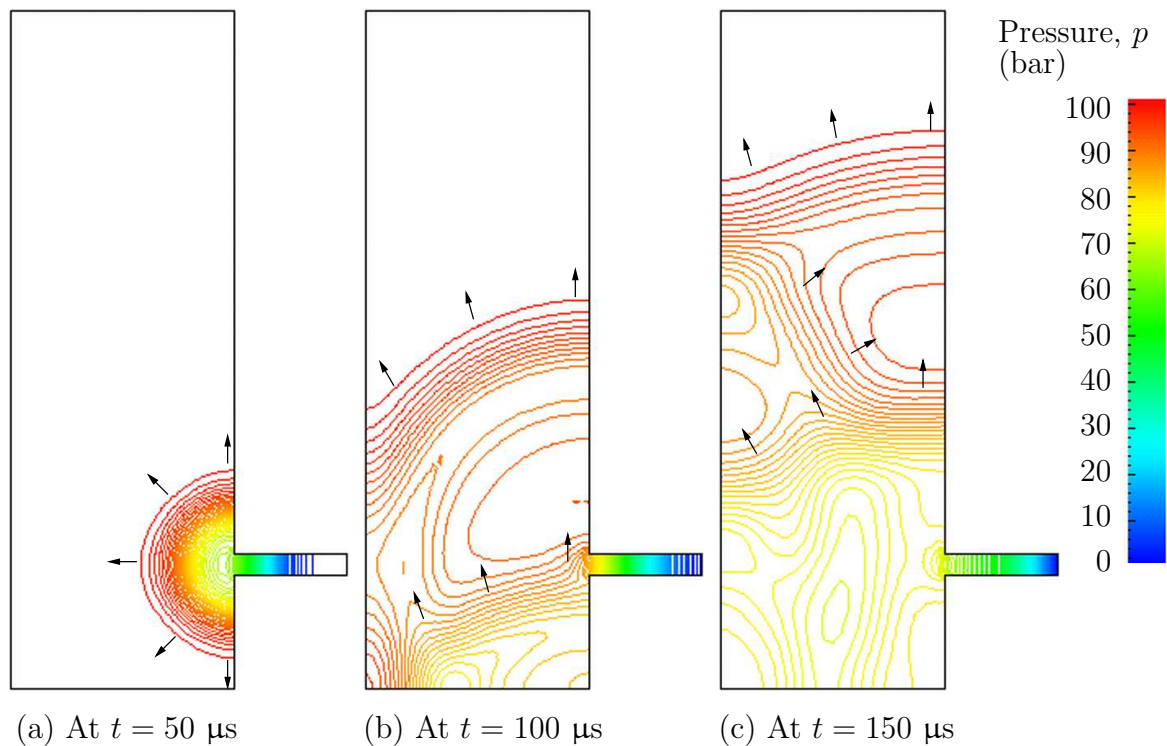 Pressure, p
(bar)
100
90
80
70
60
50
40
30
20
10
0
(a) At t = 50 μs
(b) At t = 100 μs
(c) At t = 150 μs